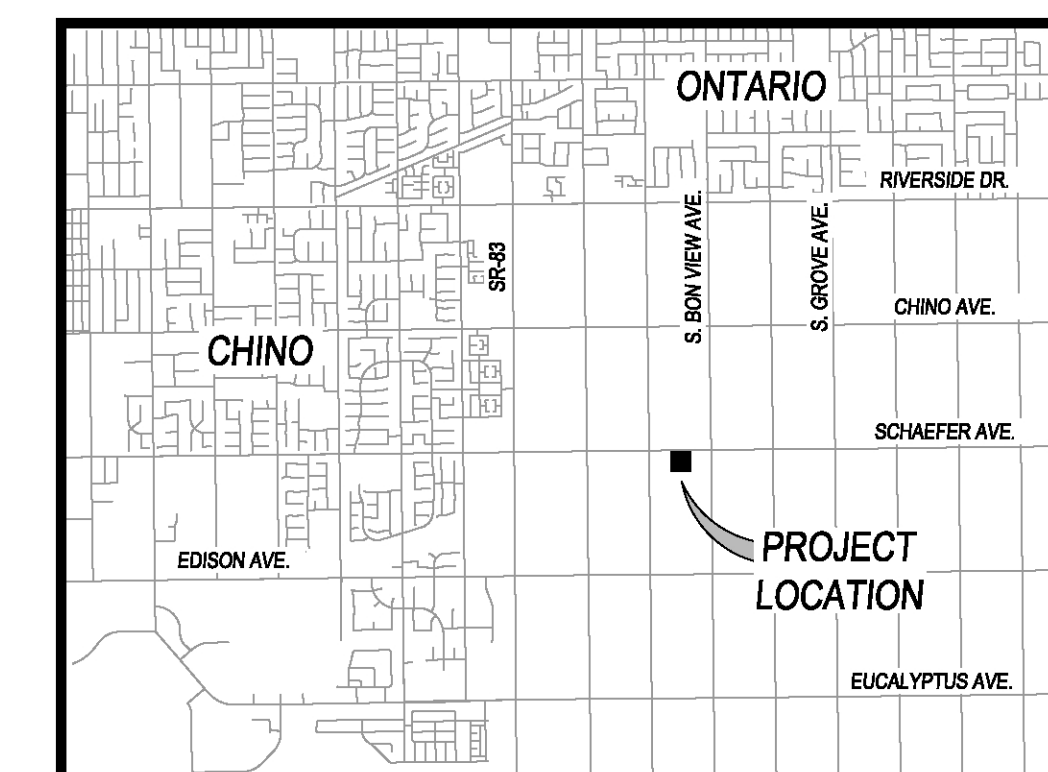 ONTARIO
RIVERSIDE DR.
S. BON VIEW AVE.
S. GROVE AVE.
SR-83
CHINO AVE.
CHINO
SCHAEFER AVE.
PROJECT
LOCATION
EDISON AVE.
EUCALYPTUS AVE.